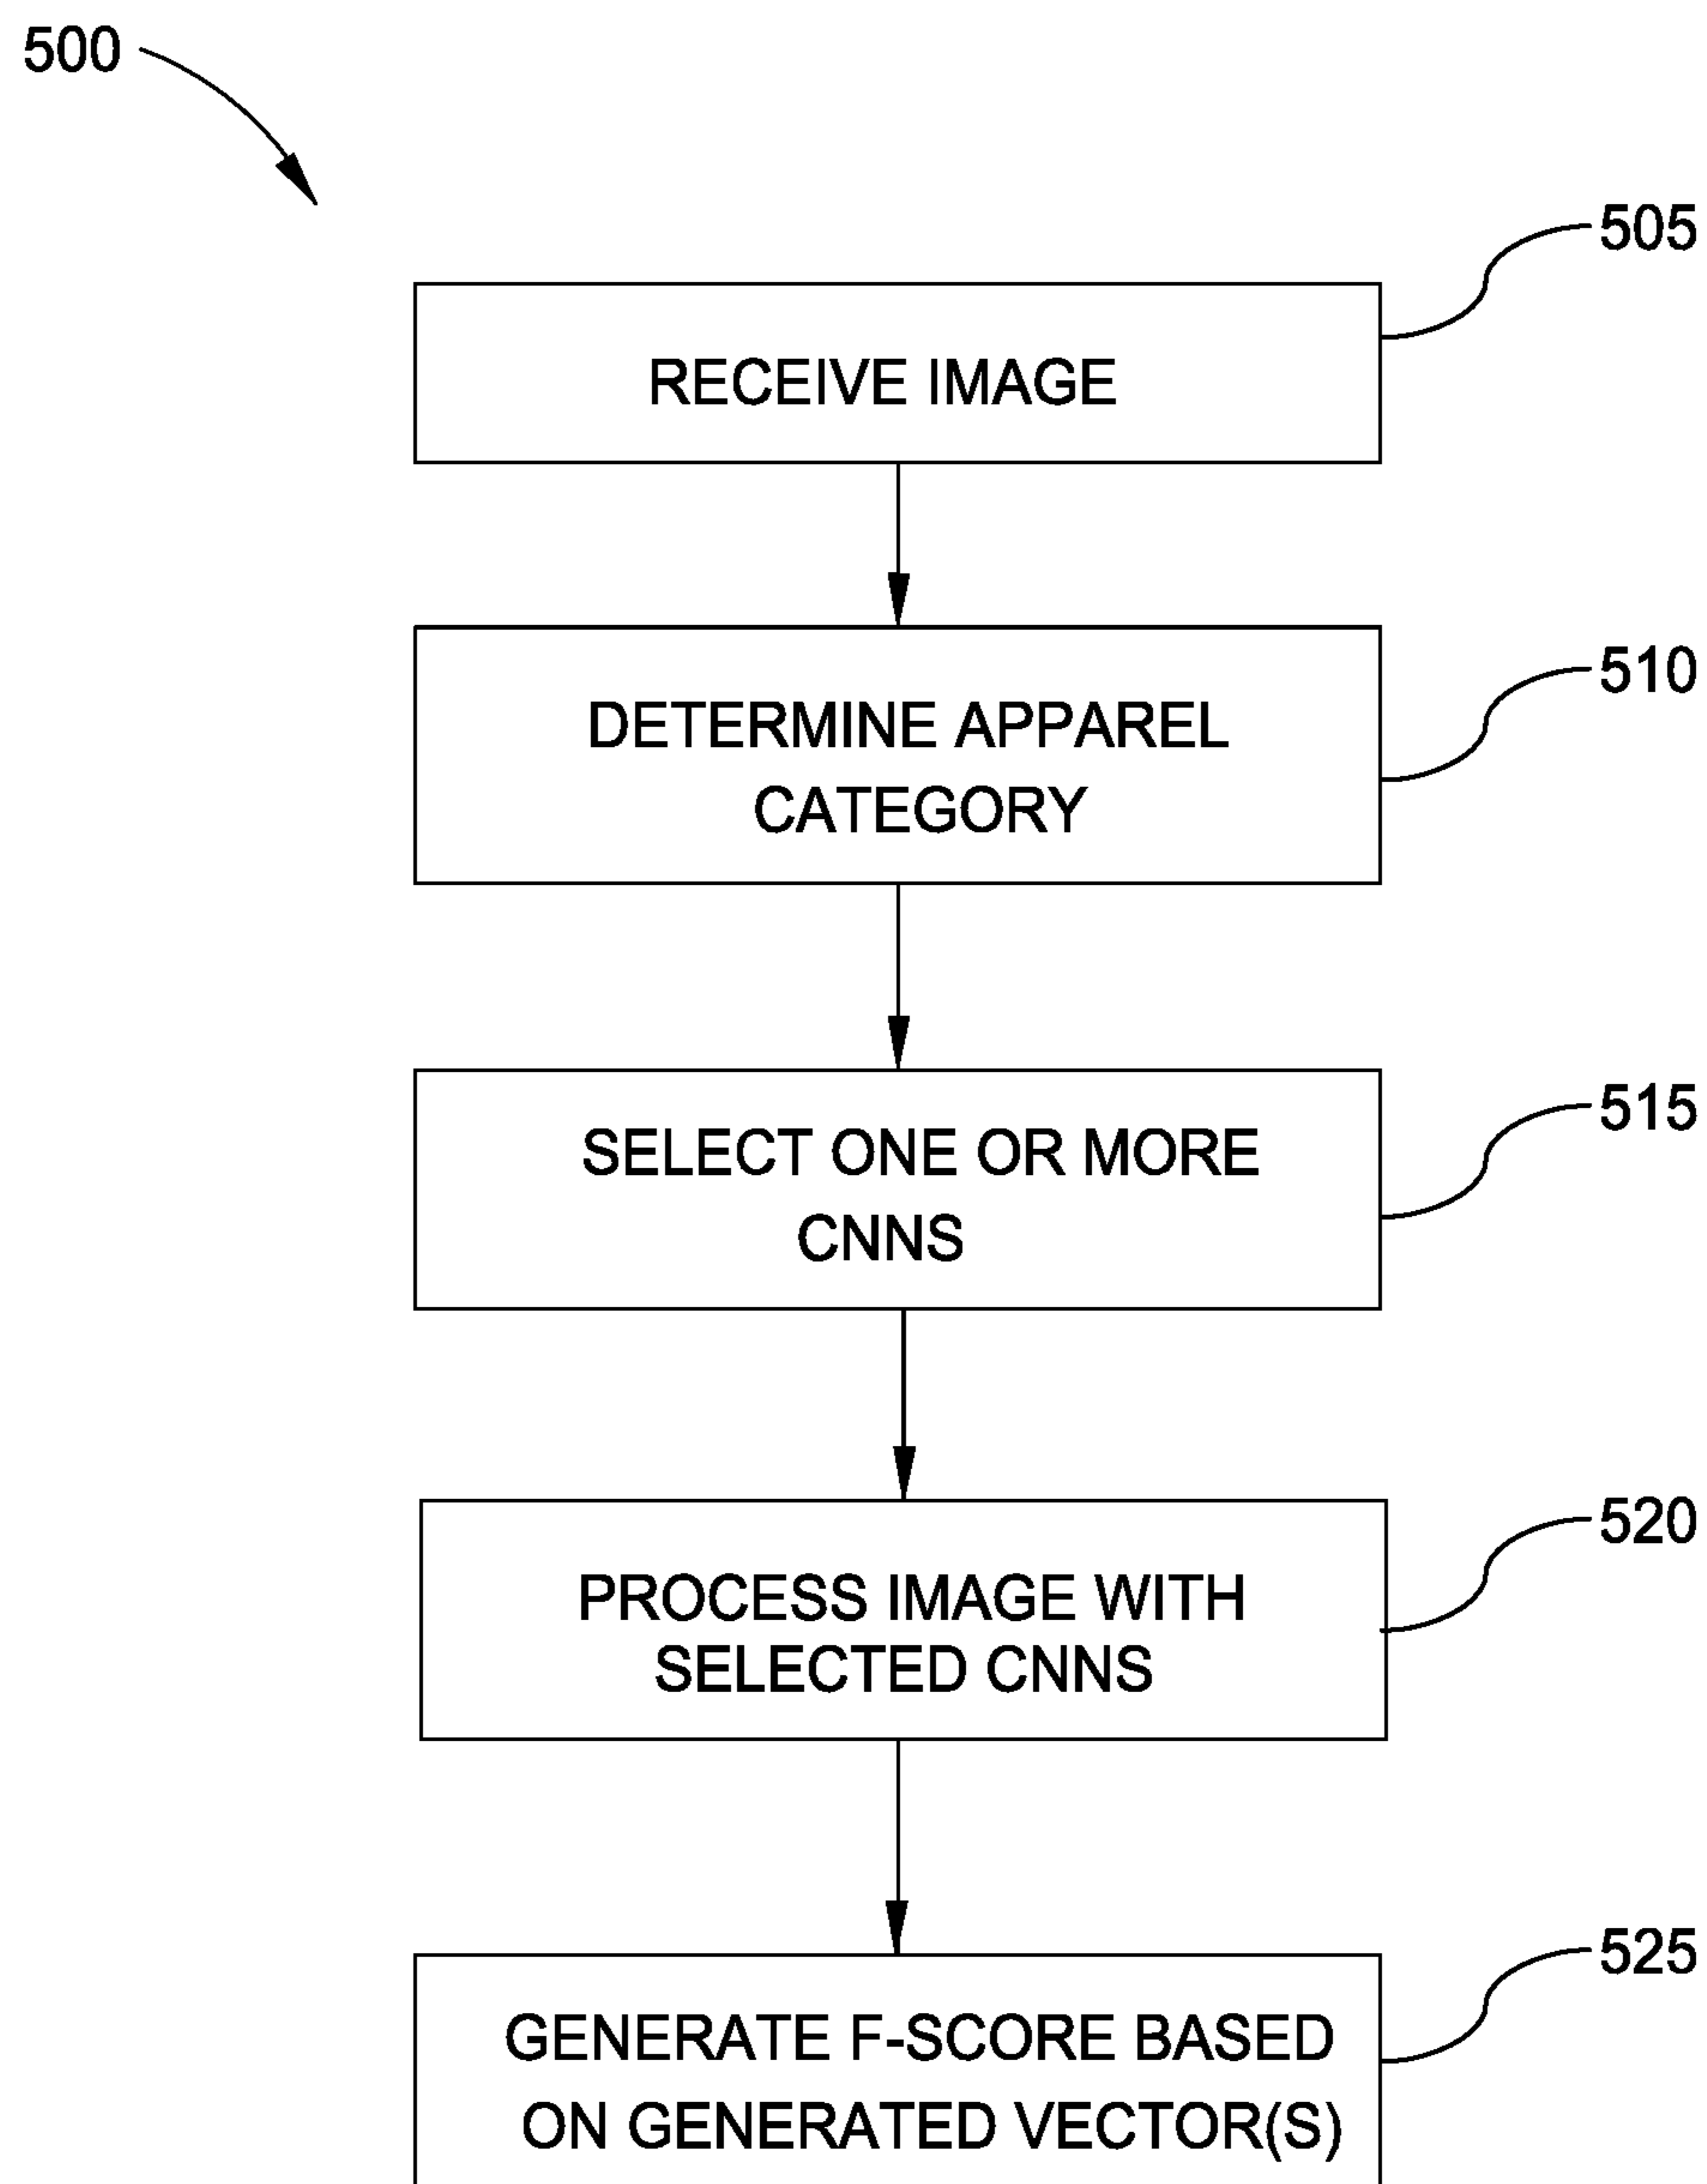 500
505
RECEIVE IMAGE
510
DETERMINE APPAREL
CATEGORY
515
SELECT ONE OR MORE
CNNS
520
PROCESS IMAGE WITH
SELECTED CNNS
525
GENERATE F-SCORE BASED
ON GENERATED VECTOR(S)